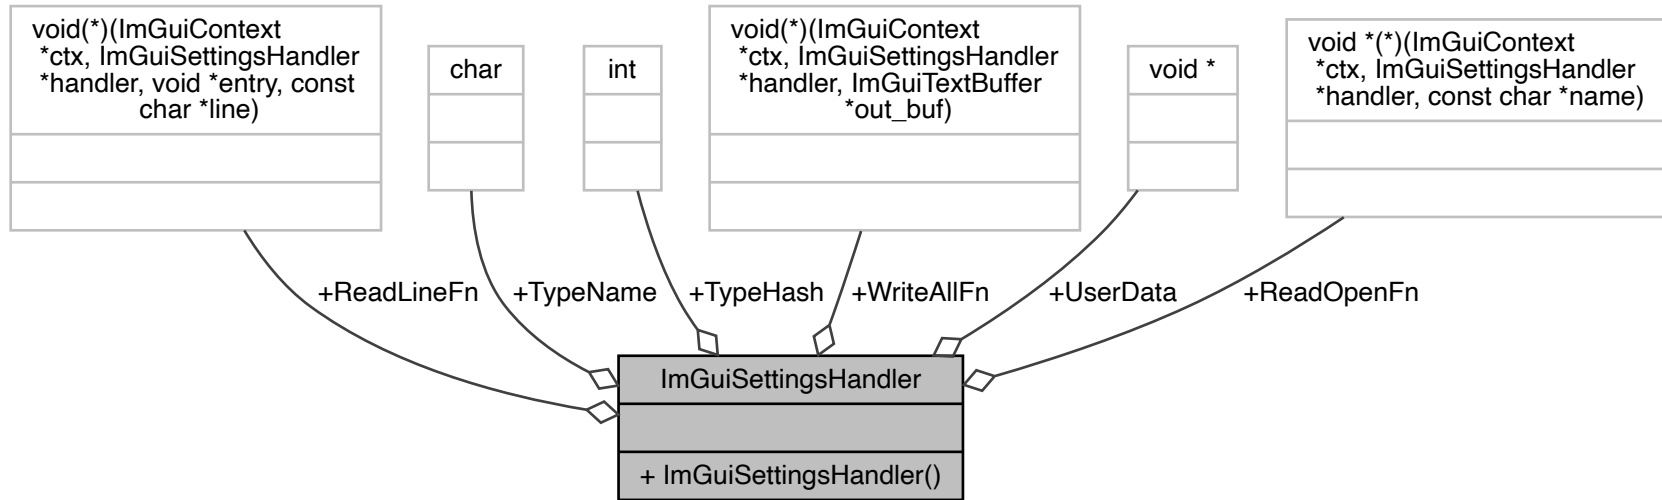 void(*)(ImGuiContext
*ctx, ImGuiSettingsHandler
*handler, void *entry, const
char *line)
char
int
void(*)(ImGuiContext
*ctx, ImGuiSettingsHandler
*handler, ImGuiTextBuffer
*out_buf)
void *
void *(*)(ImGuiContext
*ctx, ImGuiSettingsHandler
*handler, const char *name)
+ReadLineFn
+TypeName
+TypeHash
+WriteAllFn
+UserData
+ReadOpenFn
ImGuiSettingsHandler
+ ImGuiSettingsHandler()